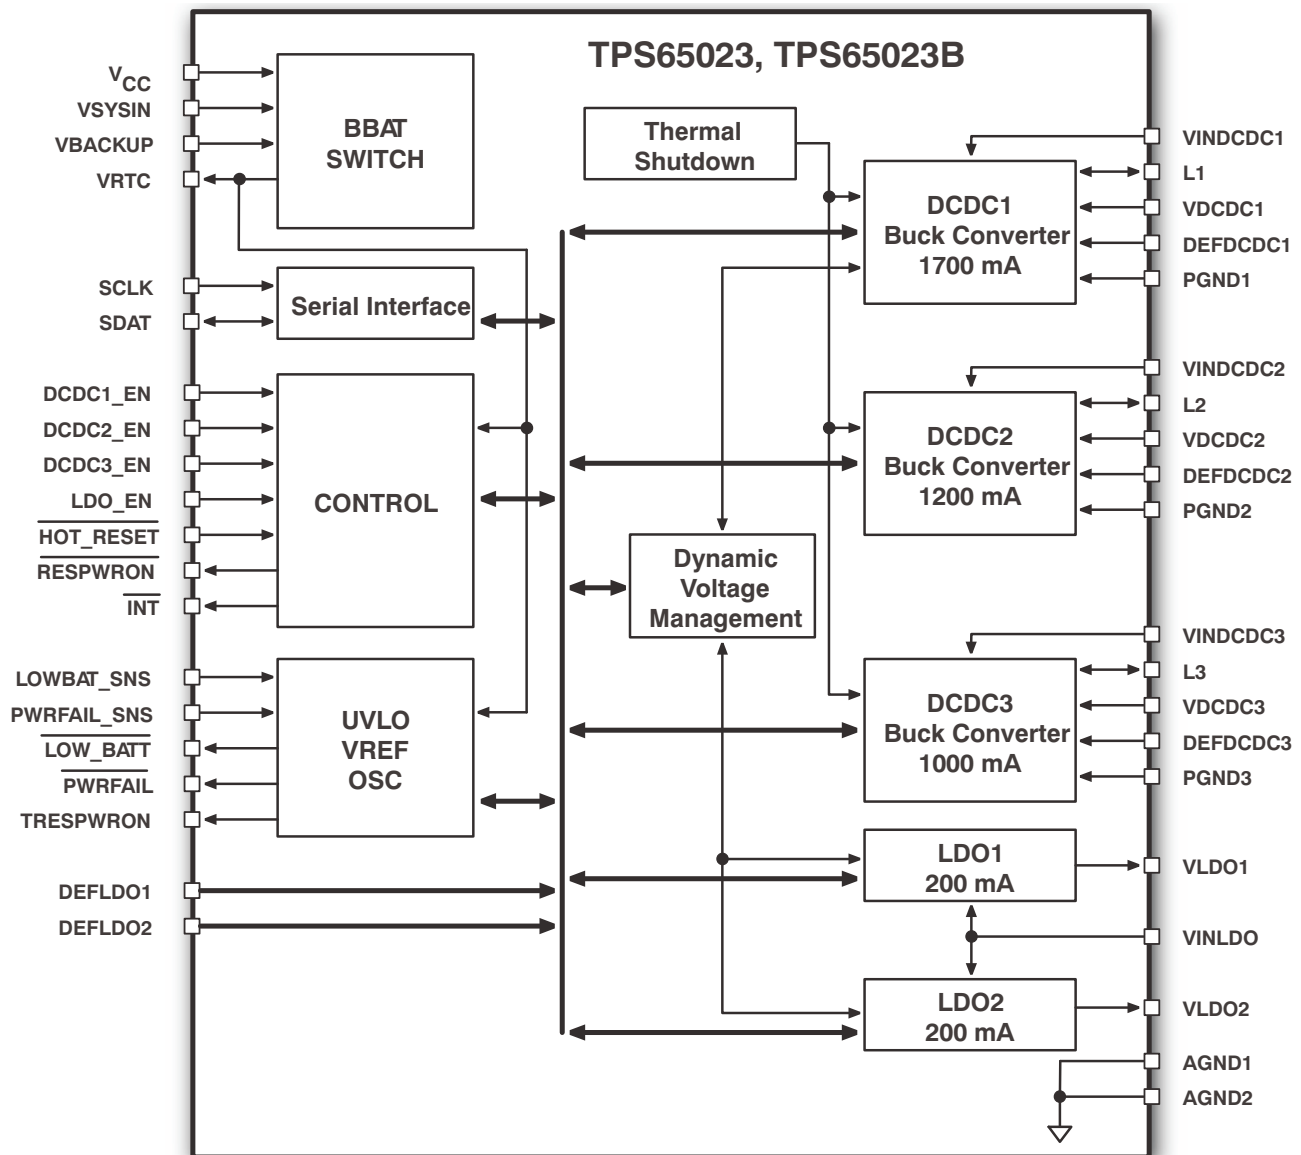 TPS65023, TPS65023B
VCC
VSYSIN
VBACKUP
VRTC
BBAT
SWITCH
SCLK
SDAT
Serial Interface
DCDC1_EN
DCDC2_EN
DCDC3_EN
LDO_EN
HOT_RESET
RESPWRON
INT
CONTROL
LOWBAT_SNS
PWRFAIL_SNS
LOW_BATT
PWRFAIL
TRESPWRON
UVLO
VREF
OSC
DEFLDO1
DEFLDO2
Thermal
Shutdown
Dynamic
Voltage
Management
DCDC1
Buck Converter
1700 mA
VINDCDC1
L1
VDCDC1
DEFDCDC1
PGND1
DCDC2
Buck Converter
1200 mA
VINDCDC2
L2
VDCDC2
DEFDCDC2
PGND2
DCDC3
Buck Converter
1000 mA
VINDCDC3
L3
VDCDC3
DEFDCDC3
PGND3
LDO1
200 mA
VLDO1
VINLDO
LDO2
200 mA
VLDO2
AGND1
AGND2